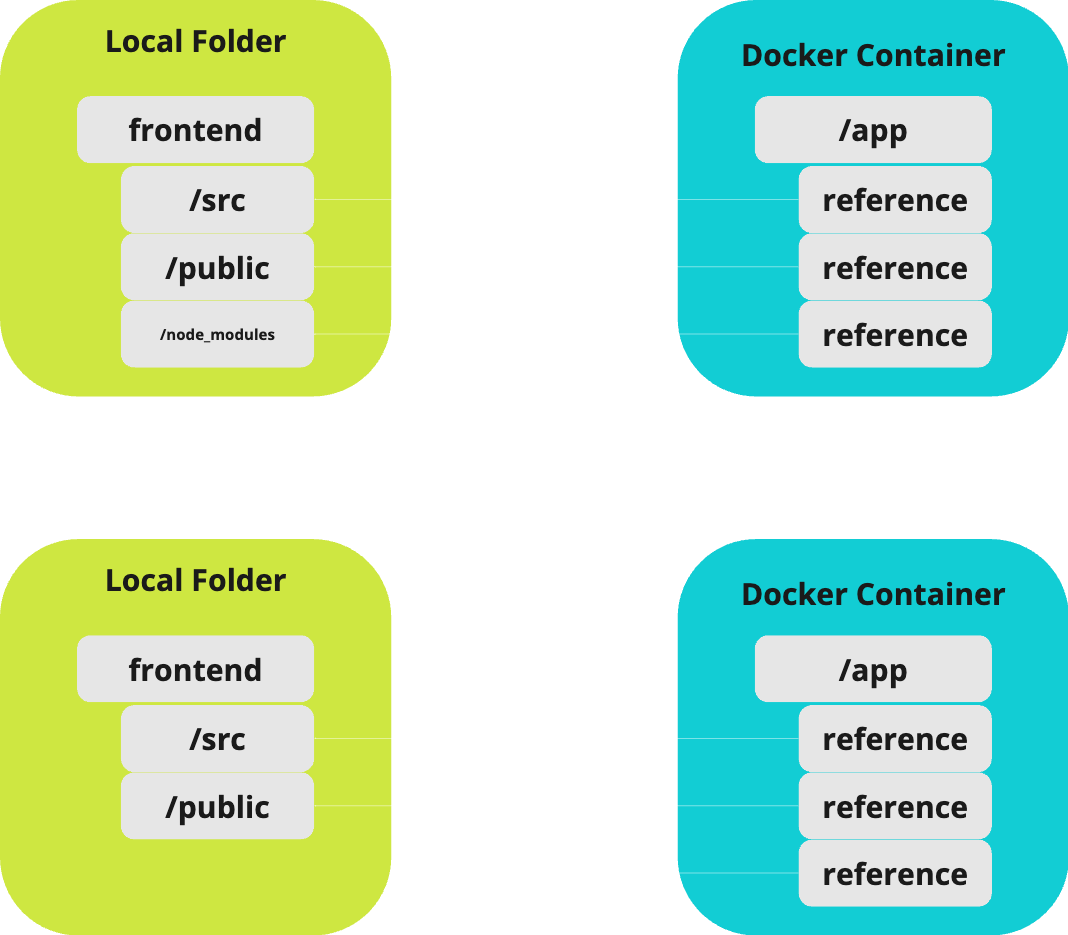 Local Folder
frontend
/src
/public
/node_modules
Docker Container
/app
reference
reference
reference
Local Folder
frontend
/src
/public
Docker Container
/app
reference
reference
reference